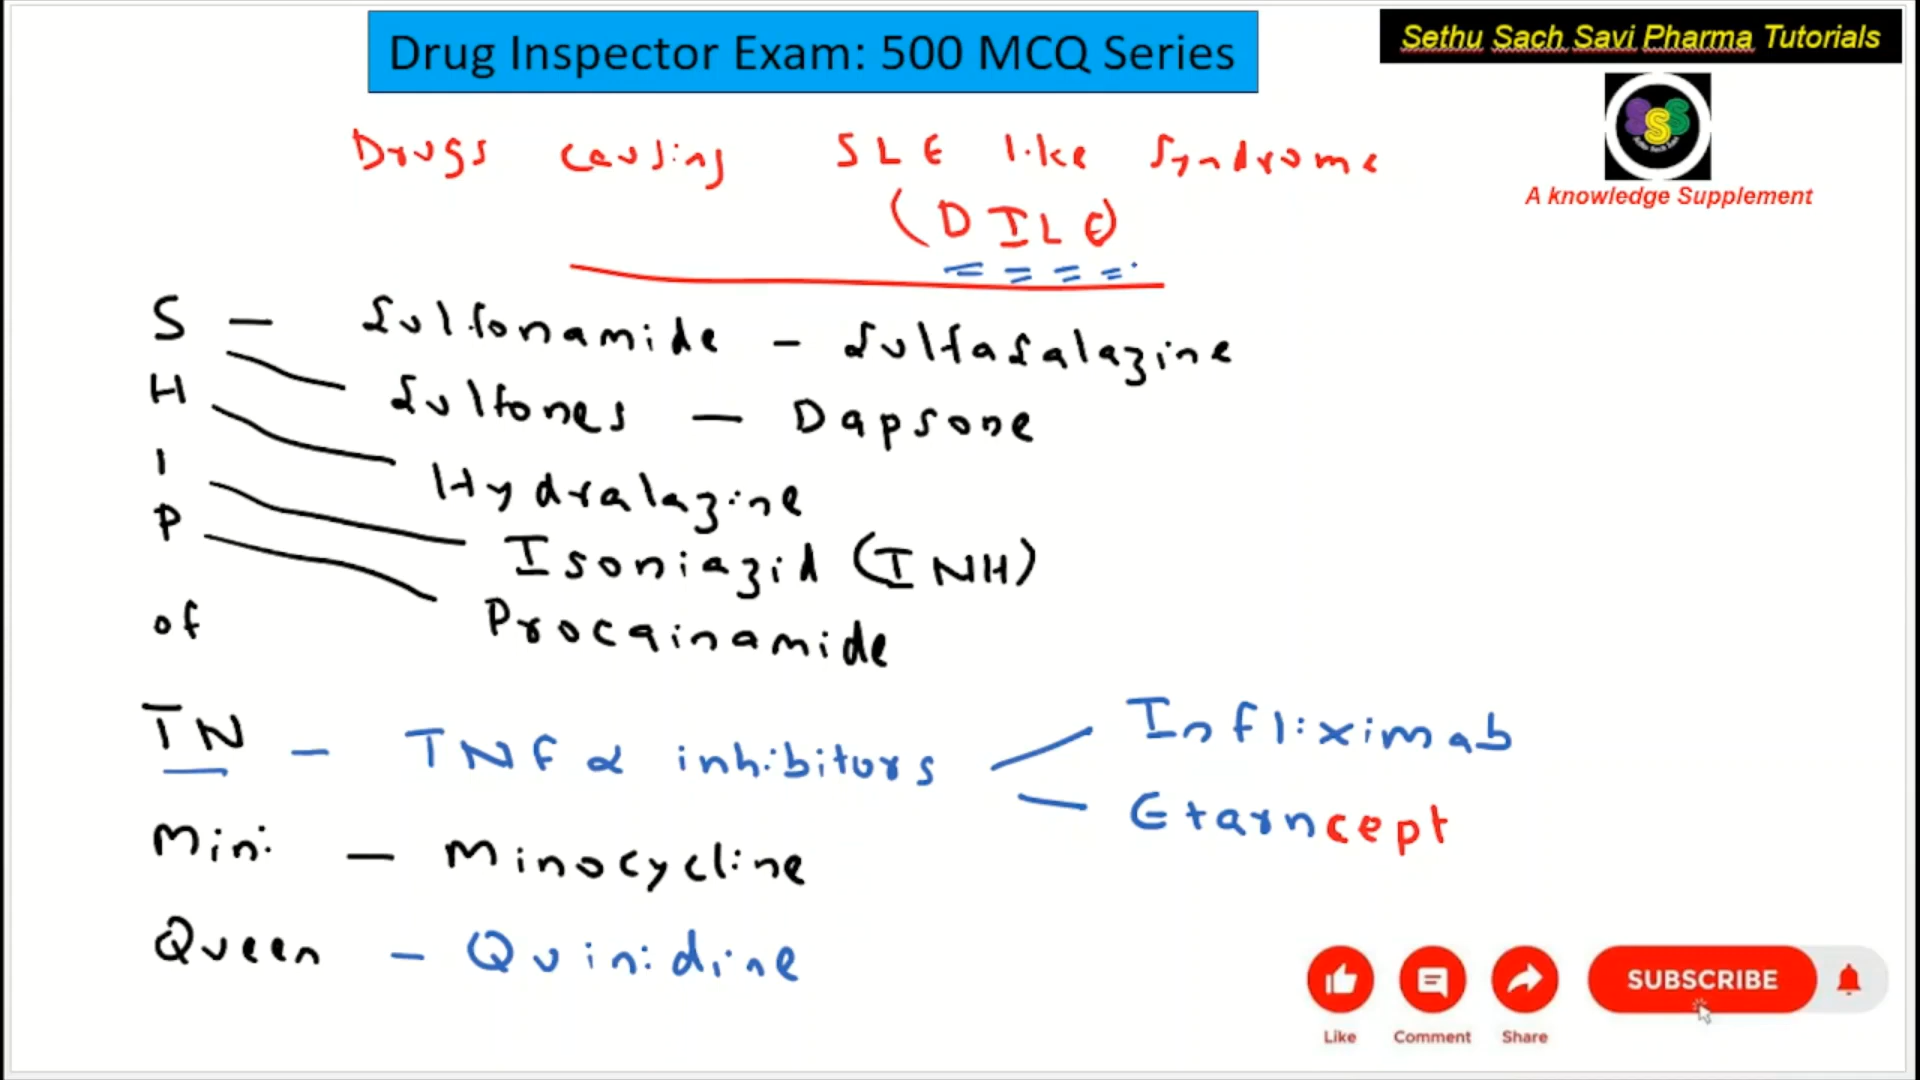 Drug Inspector Exam: 500 MCQ Series
Sethu Sach Savi Pharma Tutorials
SSS
A knowledge Supplement
Drugs causing SLE like Syndrome
(DILE)
S - Sulfonamide - Sulfasalazine
Sulfones - Dapsone
H Hydralazine
I Isoniazid (INH)
P Procainamide
of
TN - TNF α inhibitors
Infliximab
Etarncept
Mini - Minocycline
Queen - Quinidine
Like
Comment
Share
SUBSCRIBE